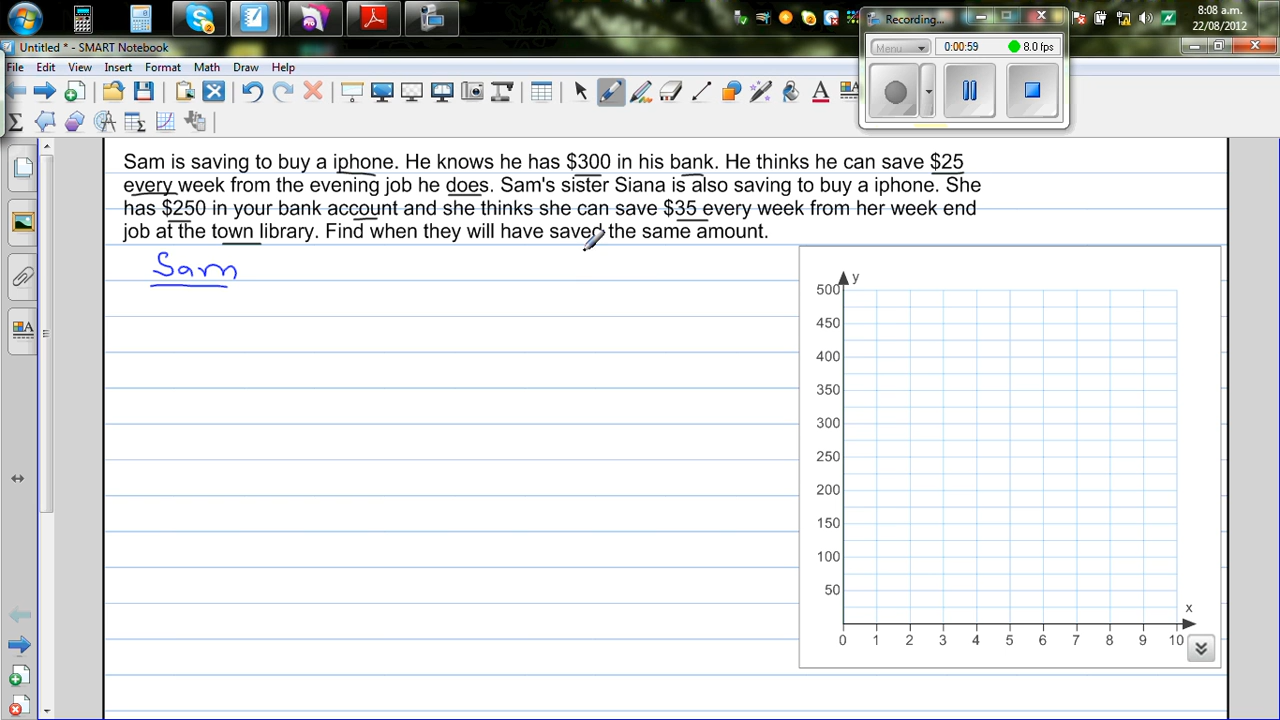 8:08 a.m.
22/08/2012
Recording...
Untitled * - SMART Notebook
Menu
0:00:59
8.0 fps
File Edit View Insert Format Math Draw Help
Sam is saving to buy a iphone. He knows he has $300 in his bank. He thinks he can save $25
every week from the evening job he does. Sam's sister Siana is also saving to buy a iphone. She
has $250 in your bank account and she thinks she can save $35 every week from her week end
job at the town library. Find when they will have saved the same amount.
Sam
y
500
450
400
350
300
250
200
150
100
50
x
0 1 2 3 4 5 6 7 8 9 10